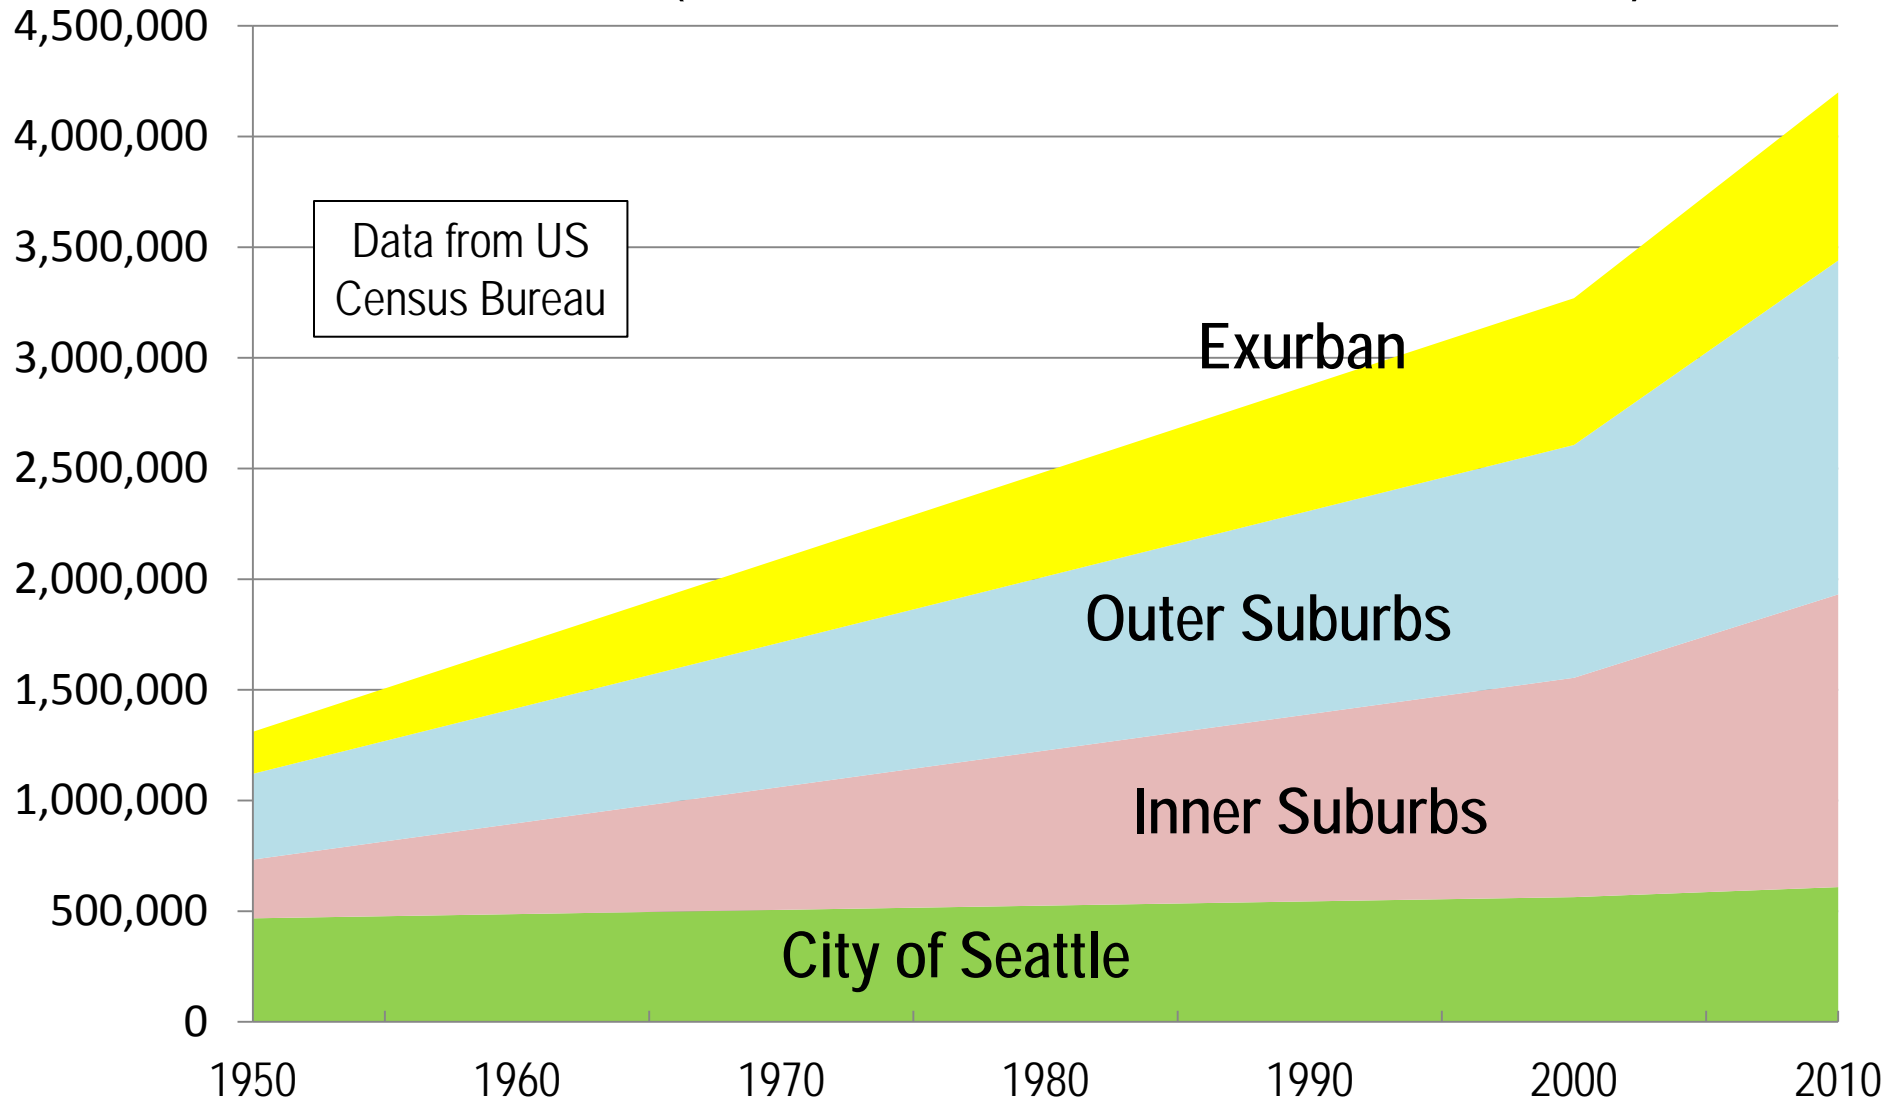 4,500,000
4,000,000
3,500,000
3,000,000
2,500,000
2,000,000
1,500,000
1,000,000
500,000
0
Data from US
Census Bureau
Exurban
Outer Suburbs
Inner Suburbs
City of Seattle
1950 1960 1970 1980 1990 2000 2010